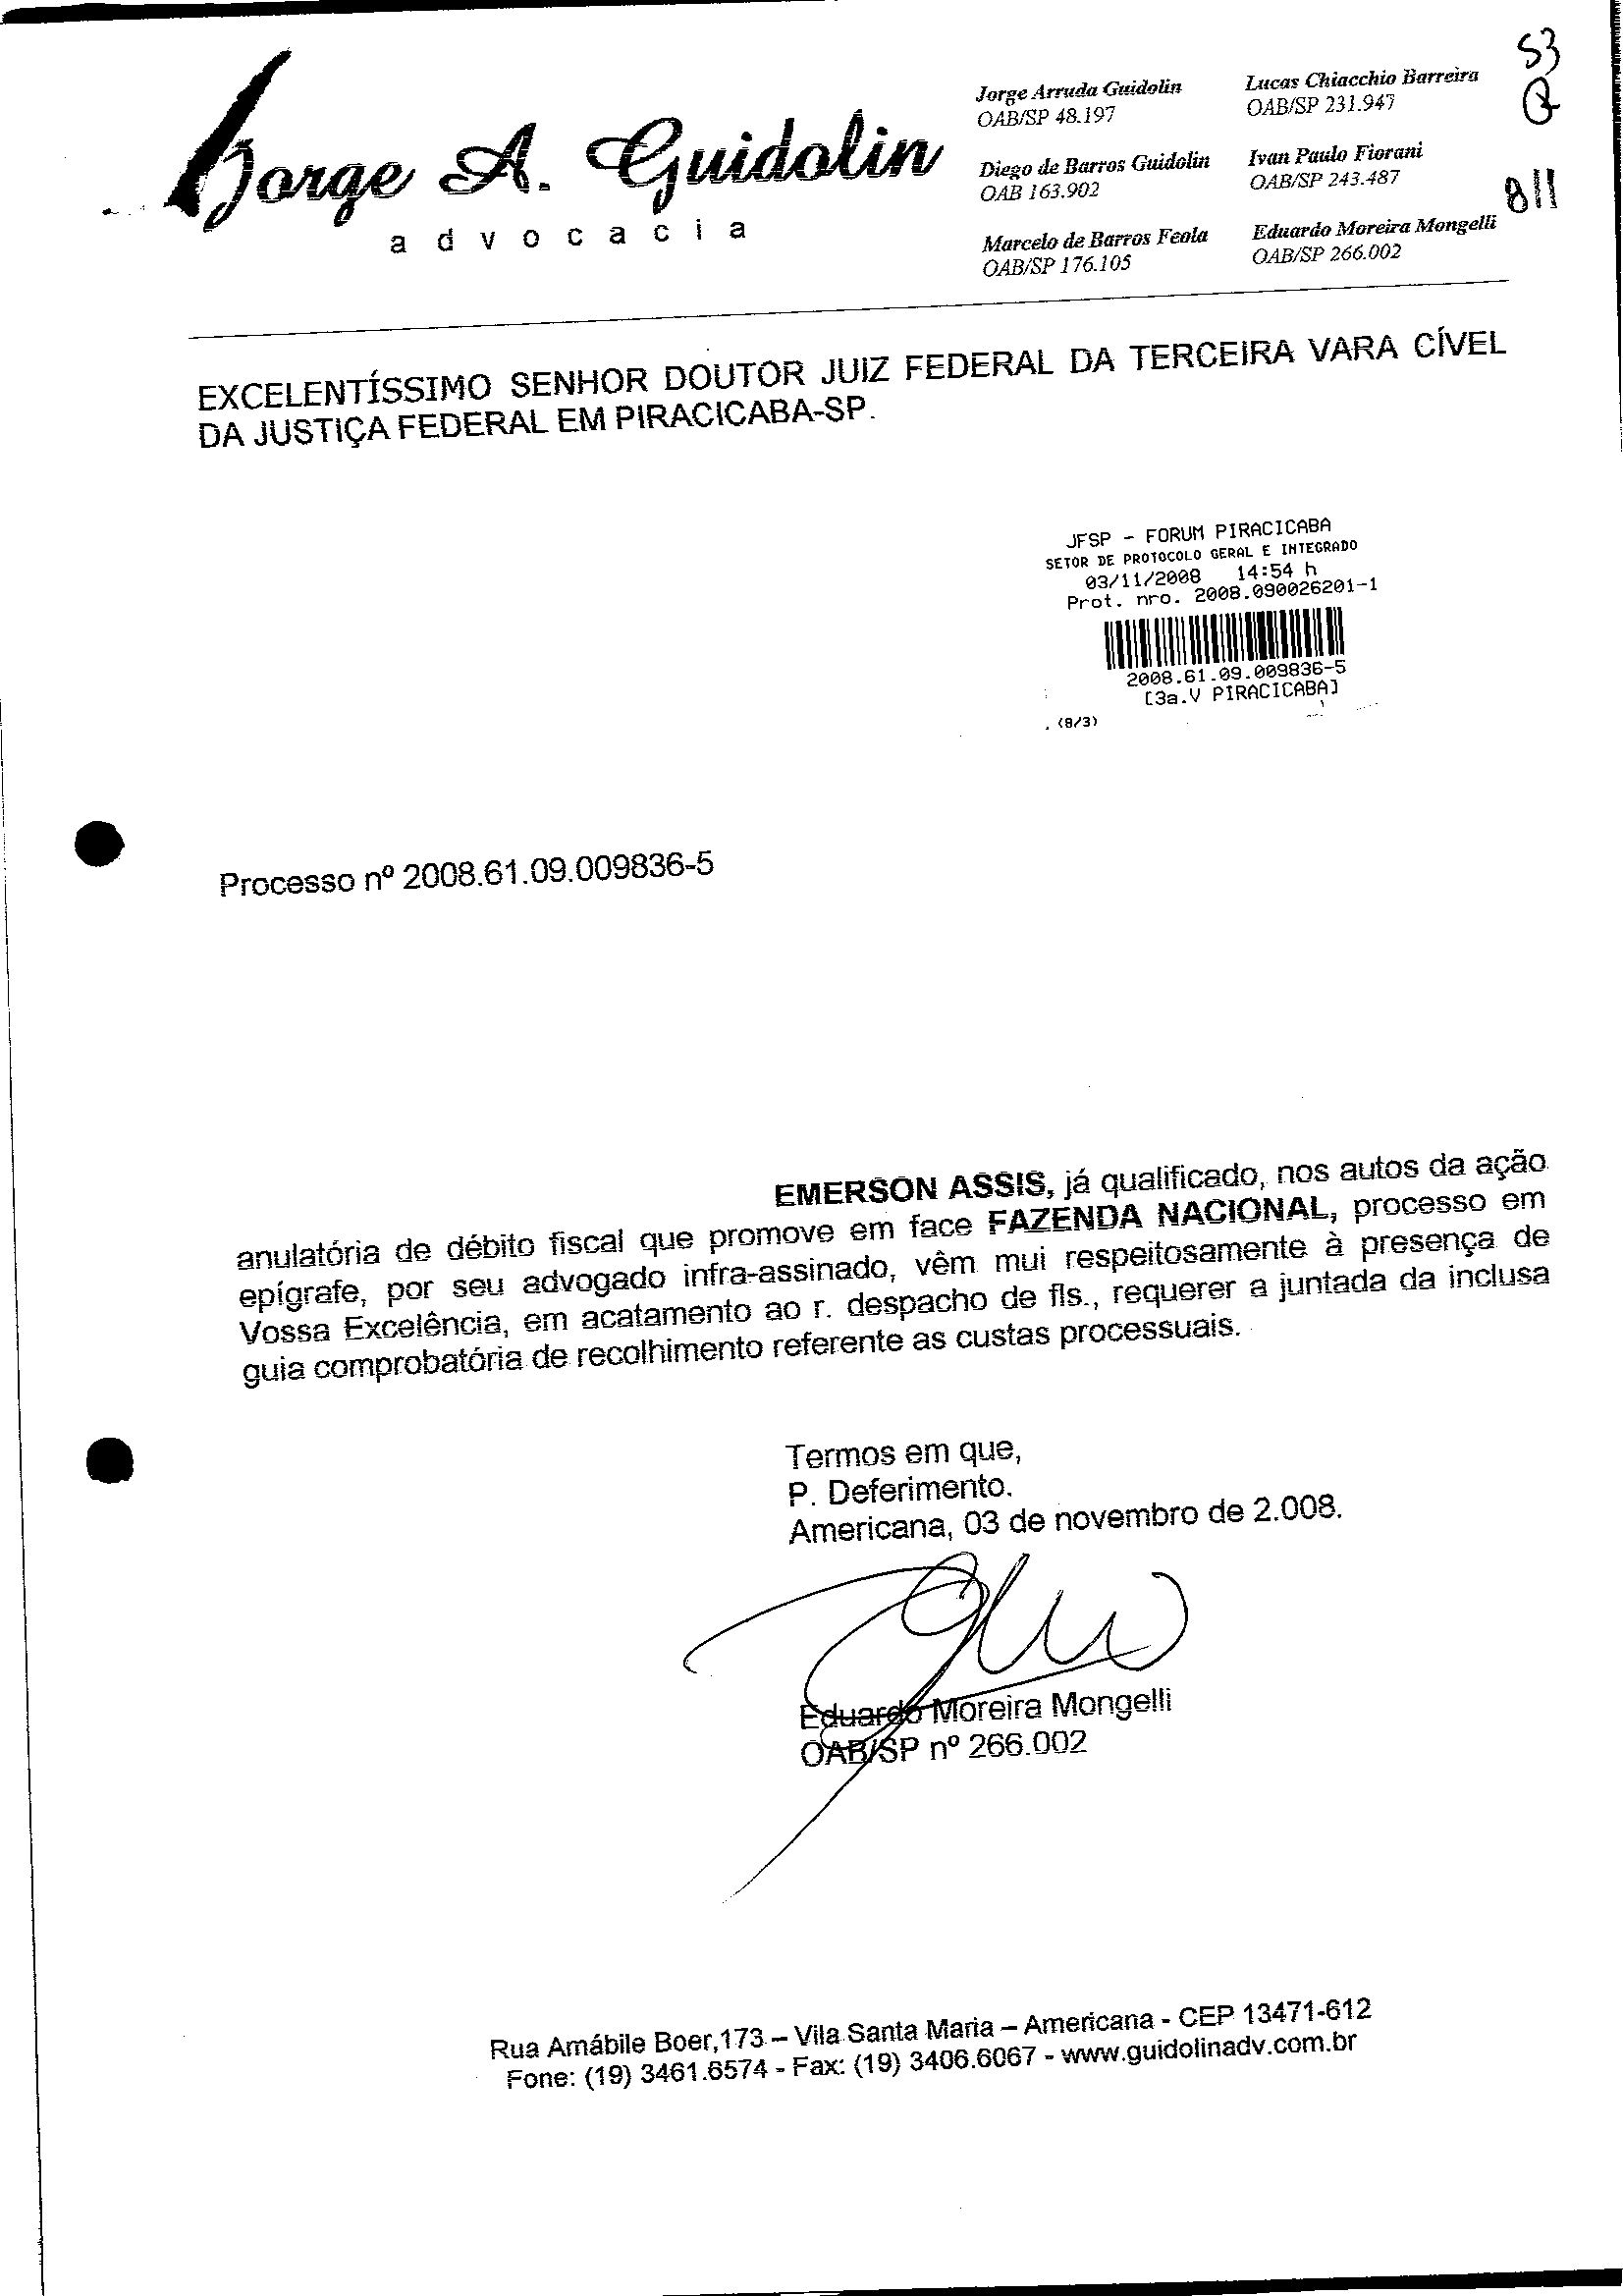 53
811
Jorge A. Guidolin
advocacia
Jorge Arruda Guidolin
OAB/SP 48.197
Diego de Barros Guidolin
OAB 163.902
Marcelo de Barros Feola
OAB/SP 176.105
Lucas Chiacchio Barreira
OAB/SP 231.947
Ivan Paulo Fiorani
OAB/SP 243.487
Eduardo Moreira Mongelli
OAB/SP 266.002
EXCELENTÍSSIMO SENHOR DOUTOR JUIZ FEDERAL DA TERCEIRA VARA CÍVEL
DA JUSTIÇA FEDERAL EM PIRACICABA-SP.
JFSP - FORUM PIRACICABA
SETOR DE PROTOCOLO GERAL E INTEGRADO
03/11/2008 14:54 h
Prot. nro. 2008.090026201-1
2008.61.09.009836-5
[3a.V PIRACICABA]
(8/3)
Processo nº 2008.61.09.009836-5
EMERSON ASSIS, já qualificado, nos autos da ação
anulatória de débito fiscal que promove em face FAZENDA NACIONAL, processo em
epígrafe, por seu advogado infra-assinado, vêm mui respeitosamente à presença de
Vossa Excelência, em acatamento ao r. despacho de fls., requerer a juntada da inclusa
guia comprobatória de recolhimento referente as custas processuais.
Termos em que,
P. Deferimento.
Americana, 03 de novembro de 2.008.
Eduardo Moreira Mongelli
OAB/SP nº 266.002
Rua Amábile Boer,173 – Vila Santa Maria – Americana - CEP 13471-612
Fone: (19) 3461.6574 - Fax: (19) 3406.6067 - www.guidolinadv.com.br